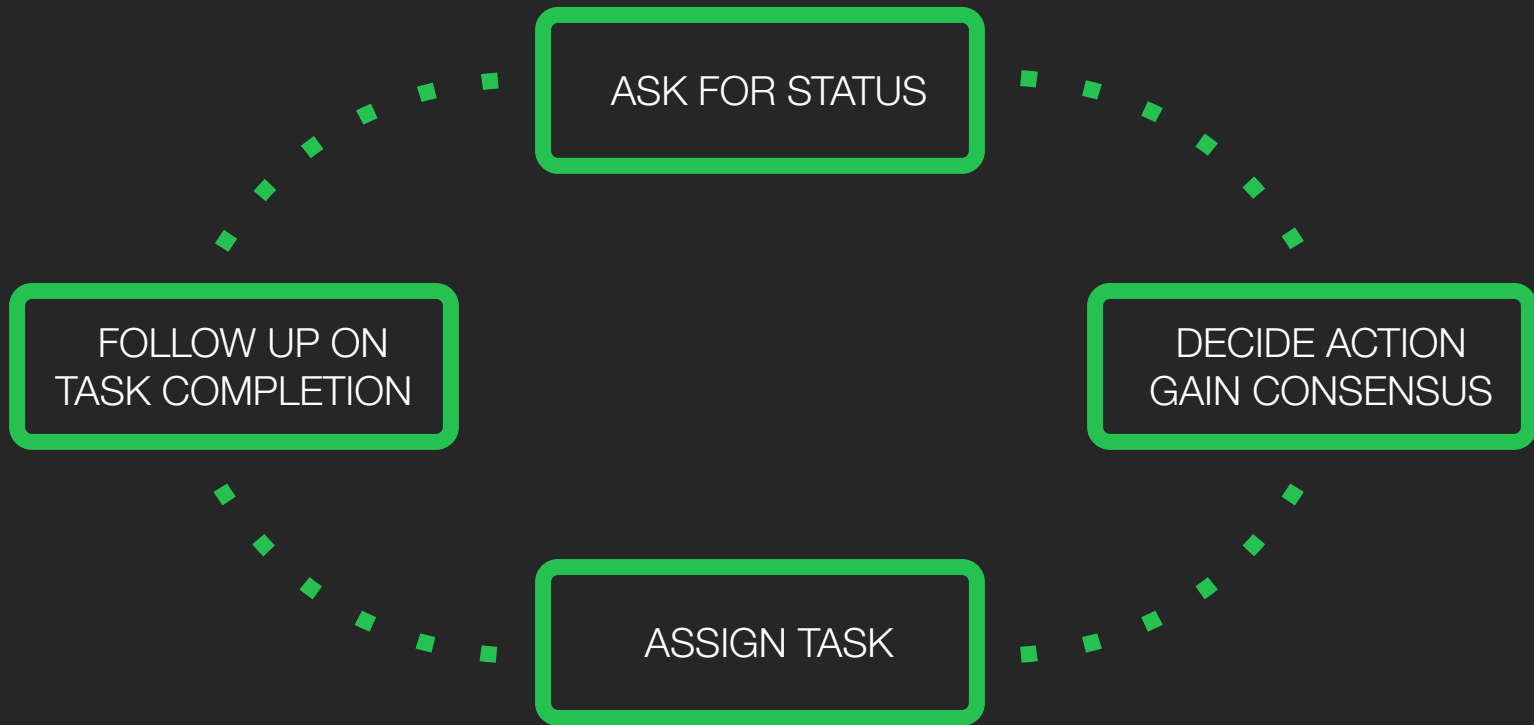 ASK FOR STATUS
FOLLOW UP ON
TASK COMPLETION
DECIDE ACTION
GAIN CONSENSUS
ASSIGN TASK